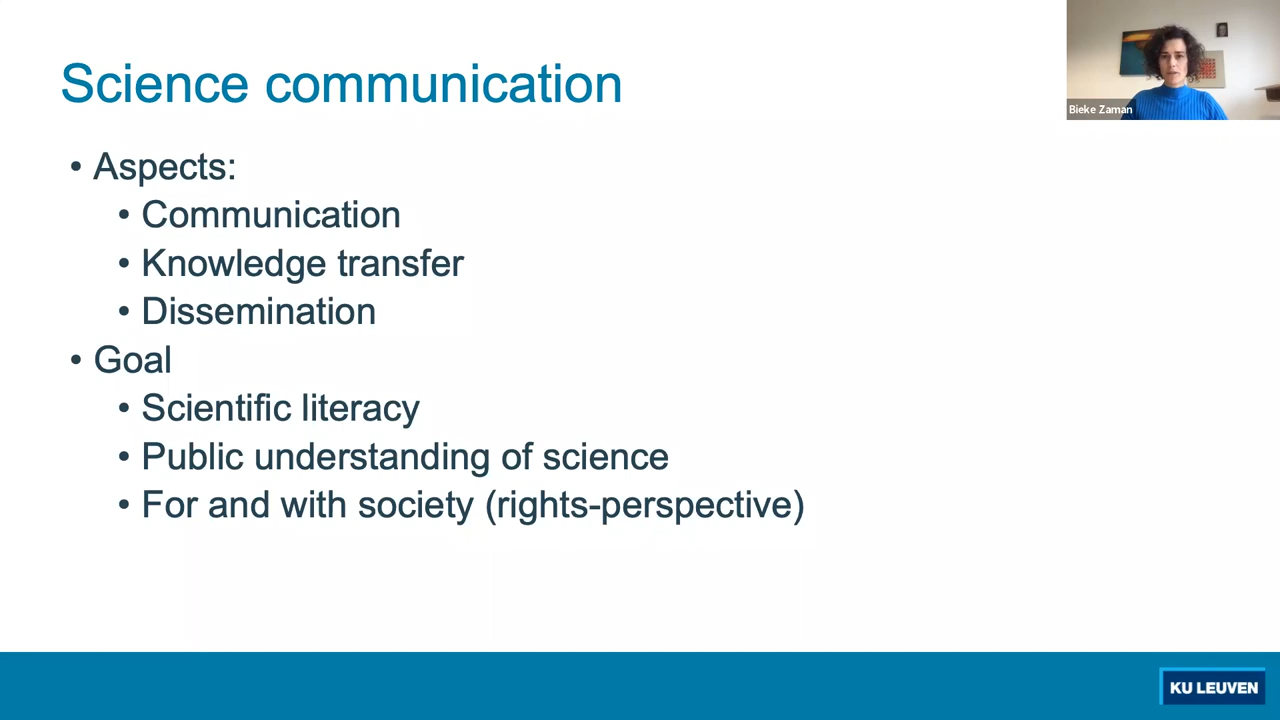 Science communication
Bieke Zaman
• Aspects:
• Communication
• Knowledge transfer
• Dissemination
• Goal
• Scientific literacy
• Public understanding of science
• For and with society (rights-perspective)
KU LEUVEN